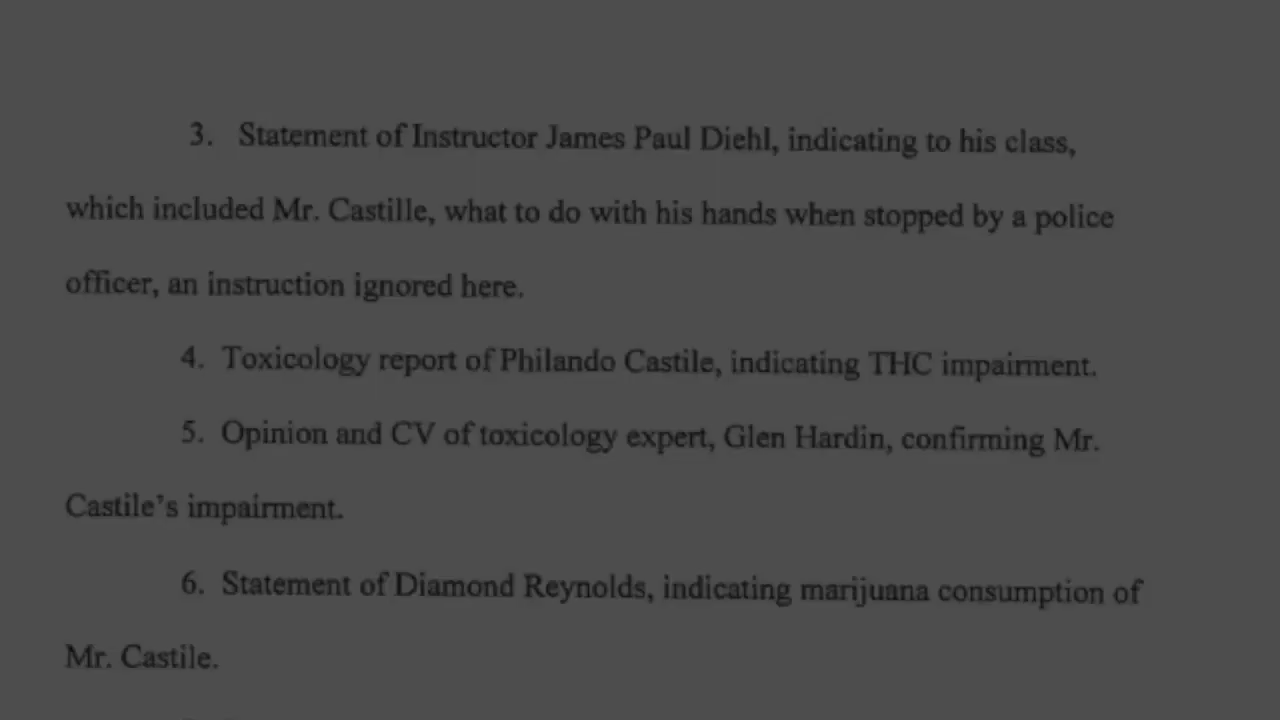 3. Statement of Instructor James Paul Diehl, indicating to his class,
which included Mr. Castille, what to do with his hands when stopped by a police
officer, an instruction ignored here.
4. Toxicology report of Philando Castile, indicating THC impairment.
5. Opinion and CV of toxicology expert, Glen Hardin, confirming Mr.
Castile's impairment.
6. Statement of Diamond Reynolds, indicating marijuana consumption of
Mr. Castile.